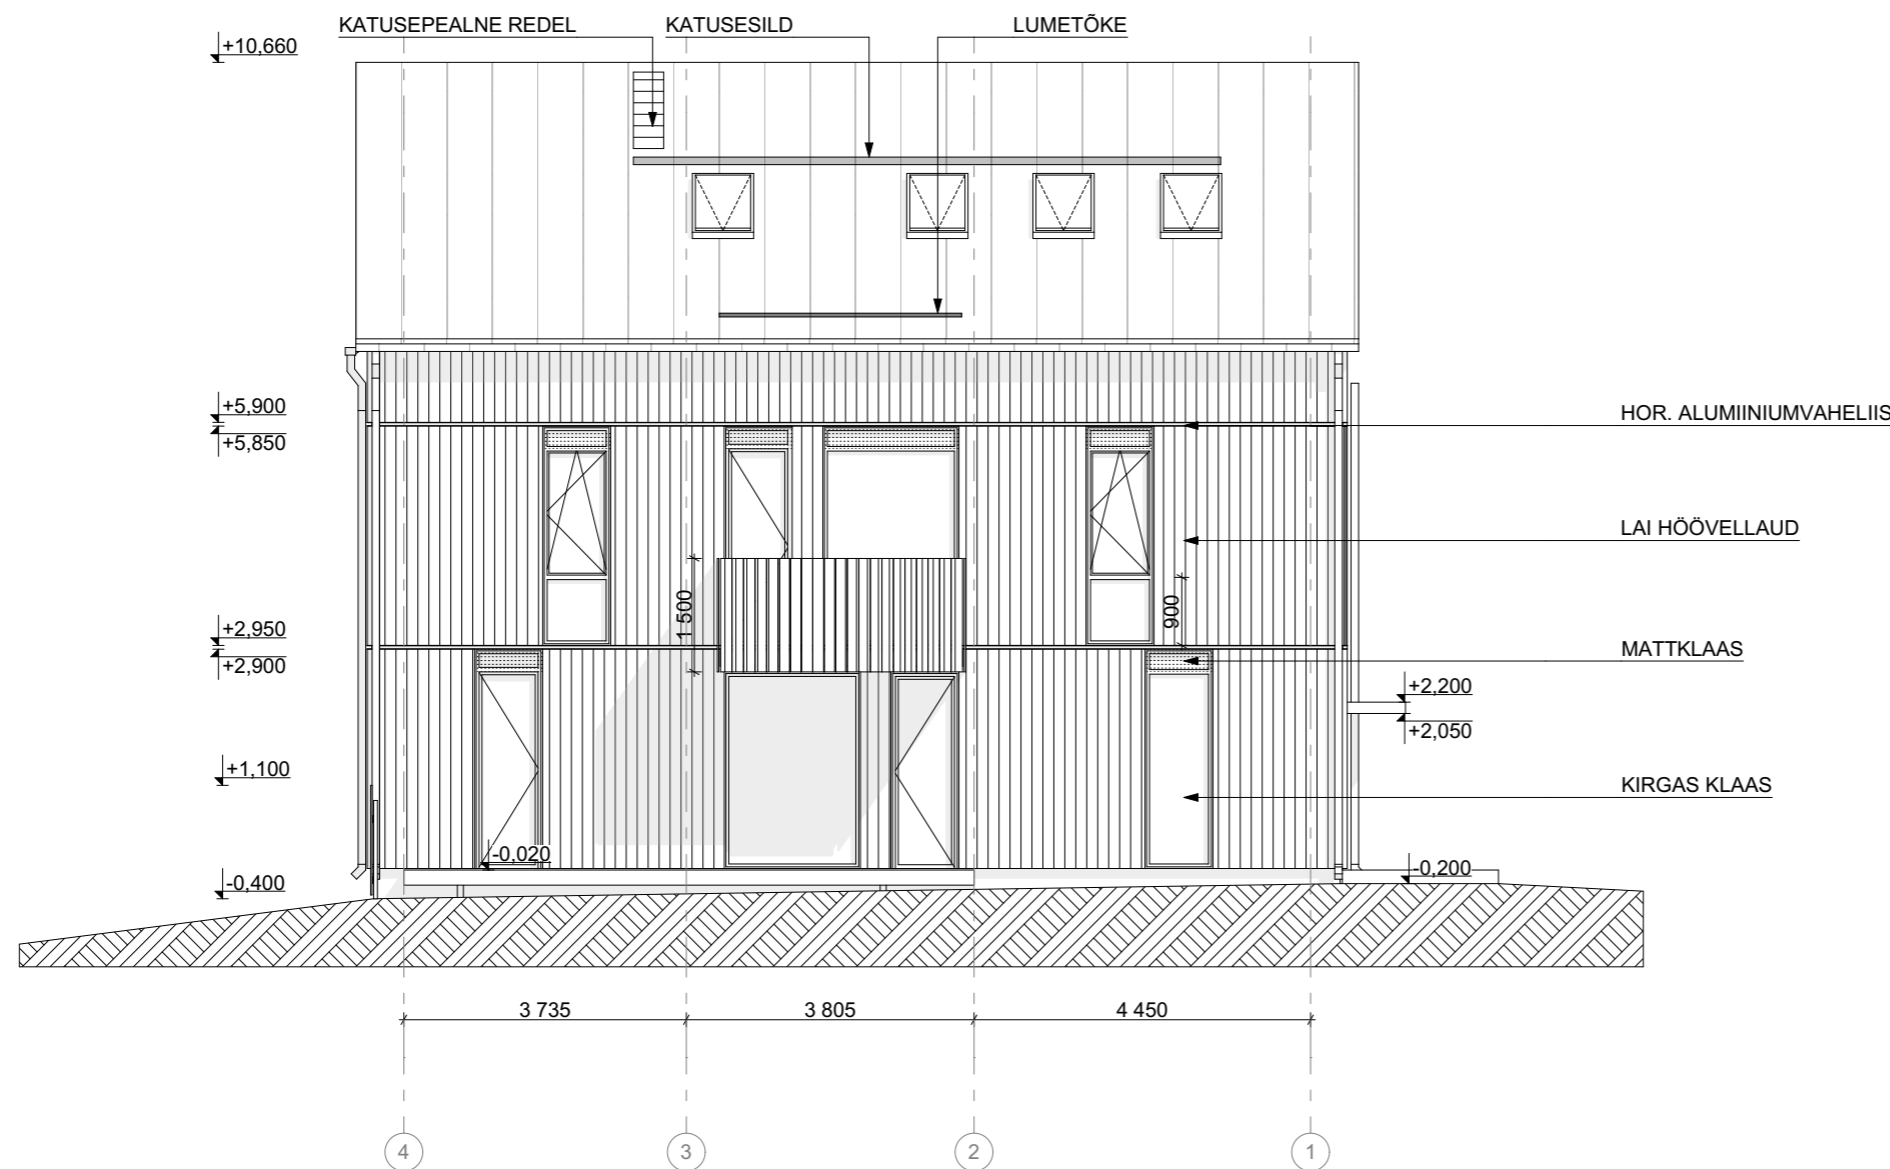 KATUSEPEALNE REDEL
KATUSESILD
LUMETÕKE
+10,660
+5,900
+5,850
HOR. ALUMIINIUMVAHELIIS
LAI HÖÖVELLAUD
1 500
900
+2,950
+2,900
MATTKLAAS
+2,200
+2,050
+1,100
KIRGAS KLAAS
-0,020
-0,400
-0,200
3 735
3 805
4 450
4
3
2
1